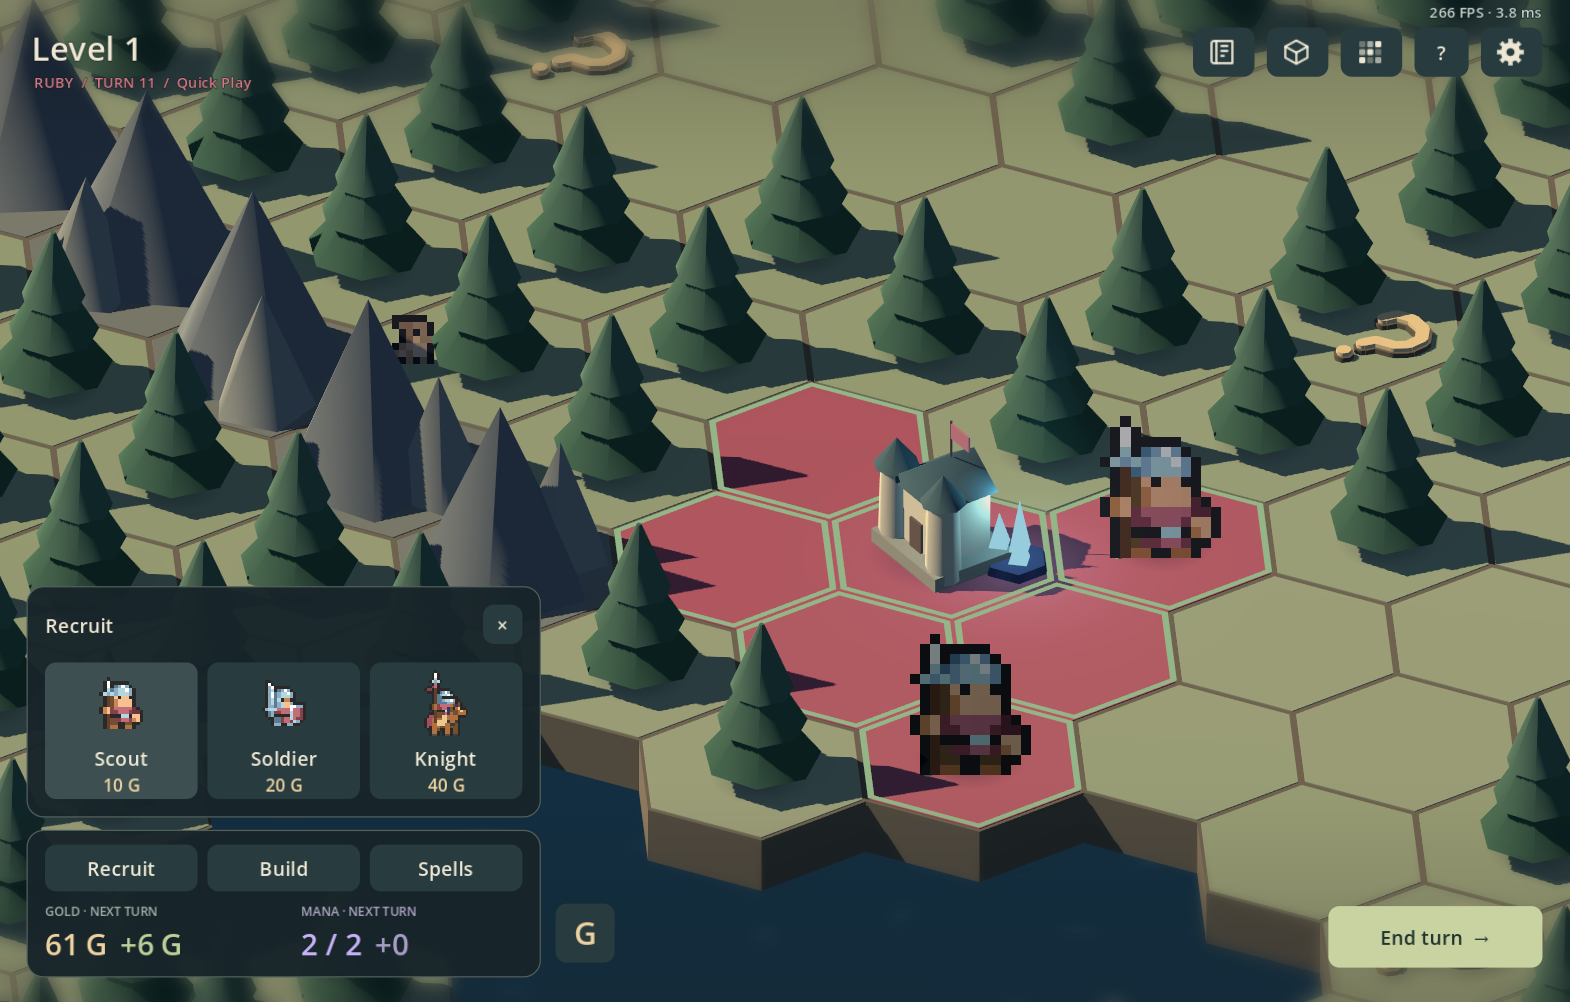 266 FPS · 3.8 ms
Level 1
RUBY / TURN 11 / Quick Play
?
Recruit
×
Scout
10 G
Soldier
20 G
Knight
40 G
Recruit
Build
Spells
GOLD · NEXT TURN
61 G +6 G
MANA · NEXT TURN
2 / 2 +0
G
End turn →